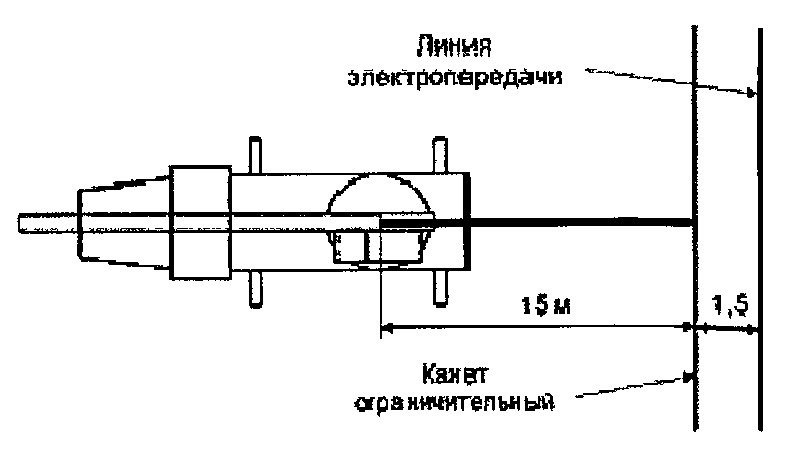 Линия
электропередачи
15 м
1,5
Канат
ограничительный